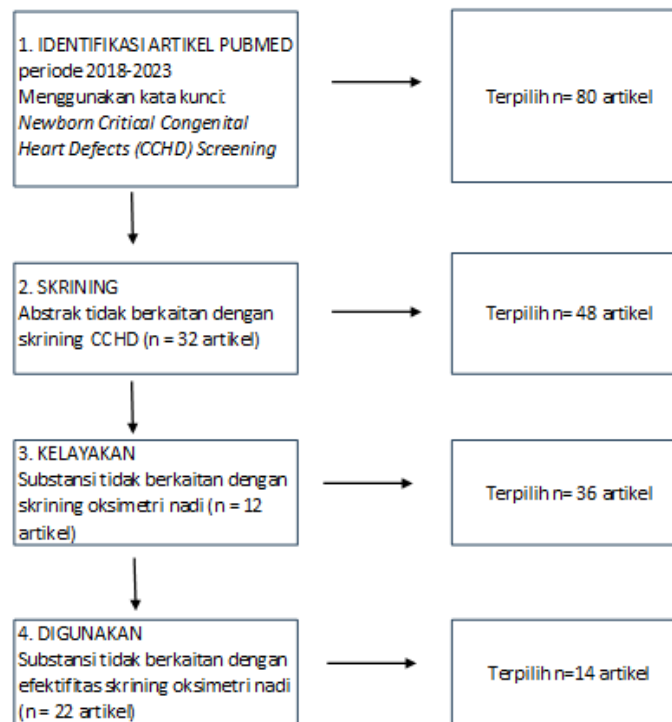 1. IDENTIFIKASI ARTIKEL PUBMED
periode 2018-2023
Menggunakan kata kunci:
Newborn Critical Congenital
Heart Defects (CCHD) Screening
Terpilih n= 80 artikel
2. SKRINING
Abstrak tidak berkaitan dengan
skrining CCHD (n = 32 artikel)
Terpilih n= 48 artikel
3. KELAYAKAN
Substansi tidak berkaitan dengan
skrining oksimetri nadi (n = 12
artikel)
Terpilih n= 36 artikel
4. DIGUNAKAN
Substansi tidak berkaitan dengan
efektifitas skrining oksimetri nadi
(n = 22 artikel)
Terpilih n=14 artikel